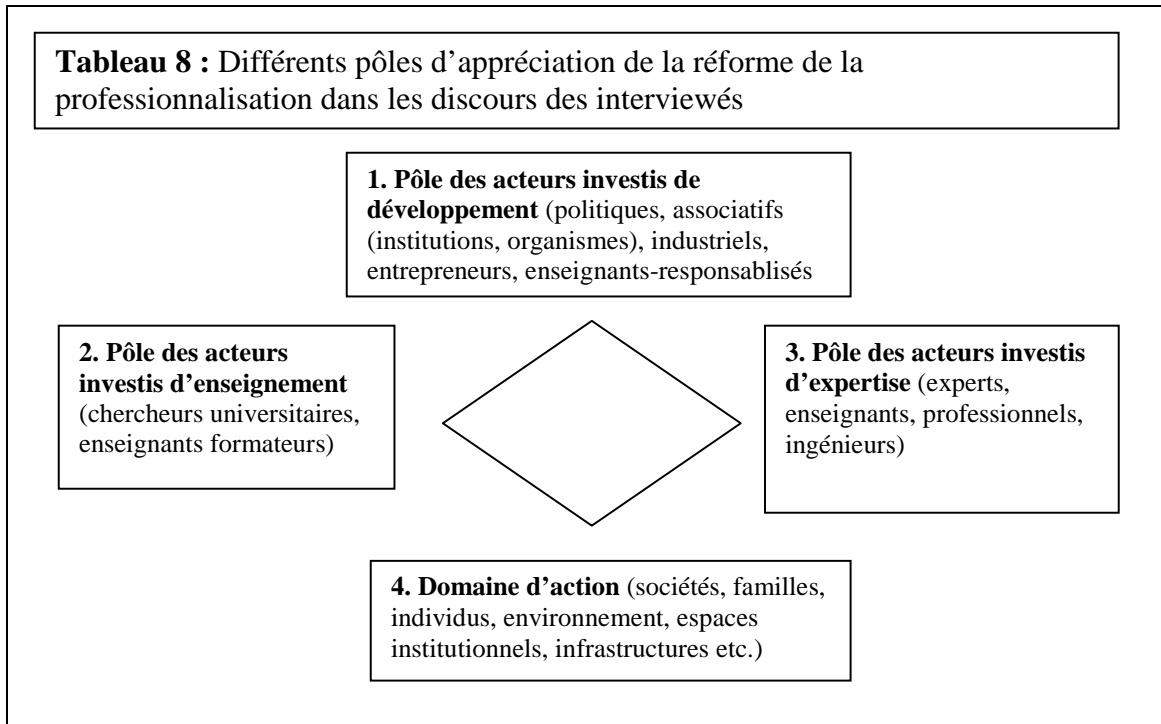 Tableau 8 : Différents pôles d’appréciation de la réforme de la
professionnalisation dans les discours des interviewés
1. Pôle des acteurs investis de
développement (politiques, associatifs
(institutions, organismes), industriels,
entrepreneurs, enseignants-responsablisés
2. Pôle des acteurs
investis d’enseignement
(chercheurs universitaires,
enseignants formateurs)
3. Pôle des acteurs investis
d’expertise (experts,
enseignants, professionnels,
ingénieurs)
4. Domaine d’action (sociétés, familles,
individus, environnement, espaces
institutionnels, infrastructures etc.)